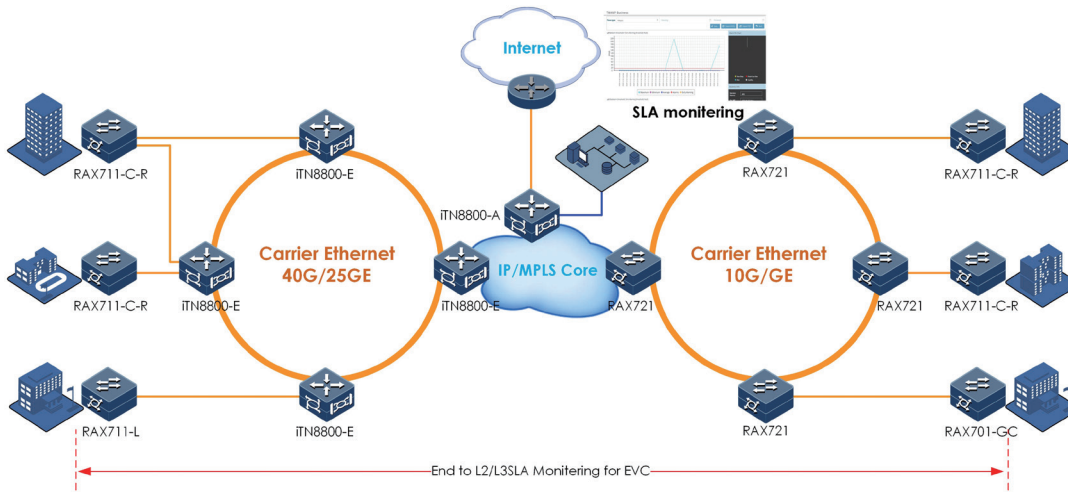 Internet
SLA monitering
RAX711-C-R
iTN8800-E
iTN8800-A
RAX721
RAX711-C-R
Carrier Ethernet
40G/25GE
IP/MPLS Core
Carrier Ethernet
10G/GE
RAX711-C-R
iTN8800-E
iTN8800-E
RAX721
RAX721
RAX711-C-R
RAX711-L
iTN8800-E
RAX721
RAX701-GC
End to L2/L3SLA Monitering for EVC